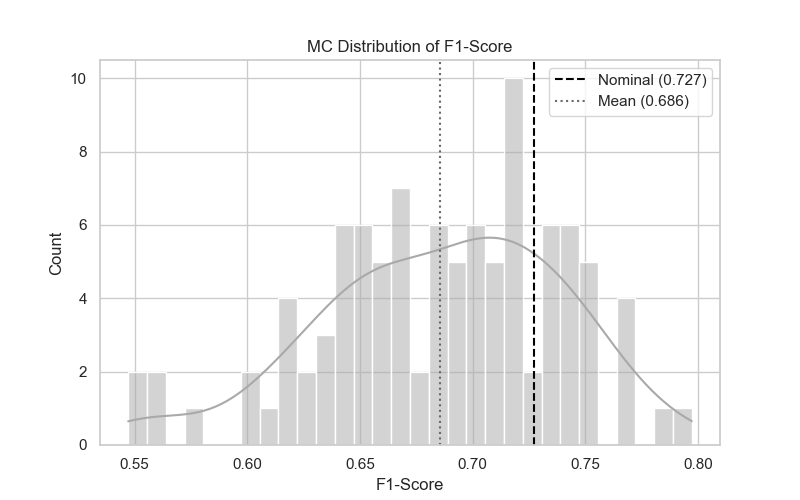 MC Distribution of F1-Score
Nominal (0.727)
Mean (0.686)
10
8
6
4
2
0
Count
0.55 0.60 0.65 0.70 0.75 0.80
F1-Score